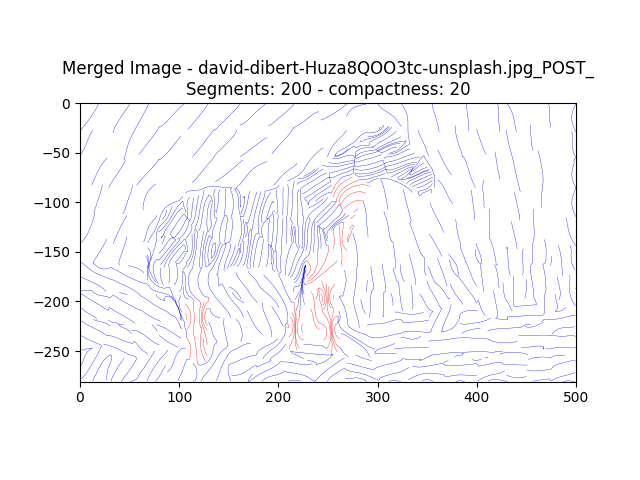 Merged Image - david-dibert-Huza8QOO3tc-unsplash.jpg_POST_
Segments: 200 - compactness: 20
0
−50
−100
−150
−200
−250
0 100 200 300 400 500